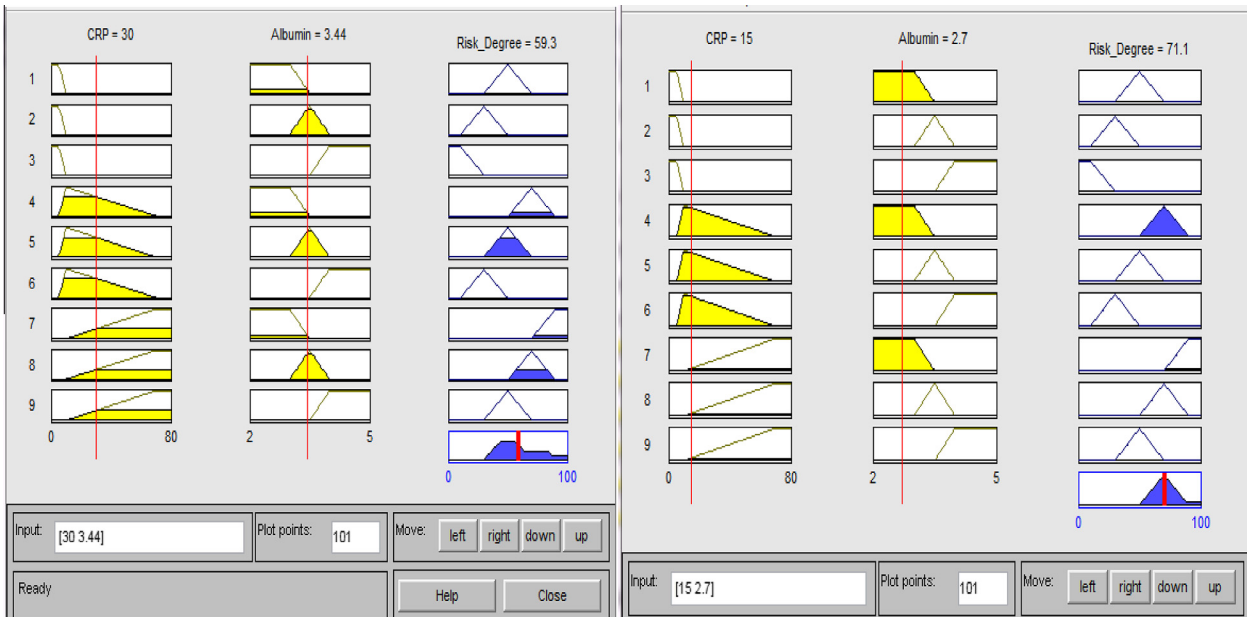 CRP = 30 Albumin = 3.44 Risk_Degree = 59.3
1
2
3
4
5
6
7
8
9
0 80 2 5
0 100
Input: [30 3.44] Plot points: 101 Move: left right down up
Ready Help Close
CRP = 15 Albumin = 2.7 Risk_Degree = 71.1
1
2
3
4
5
6
7
8
9
0 80 2 5
0 100
Input: [15 2.7] Plot points: 101 Move: left right down up